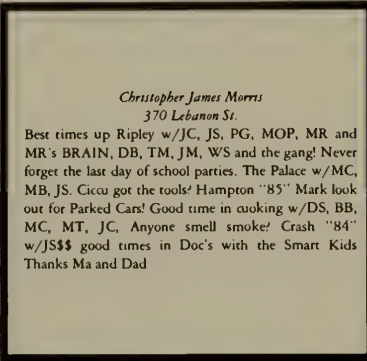 Christopher James Morris
370 Lebanon St.
Best times up Ripley w/JC, JS, PG, MOP, MR and
MR's BRAIN, DB, TM, JM, WS and the gang! Never
forget the last day of school parties. The Palace w/MC,
MB, JS. Ciccu got the tools? Hampton "85" Mark look
out for Parked Cars! Good time in cooking w/DS, BB,
MC, MT, JC, Anyone smell smoke? Crash "84"
w/JS$$ good times in Doc's with the Smart Kids
Thanks Ma and Dad